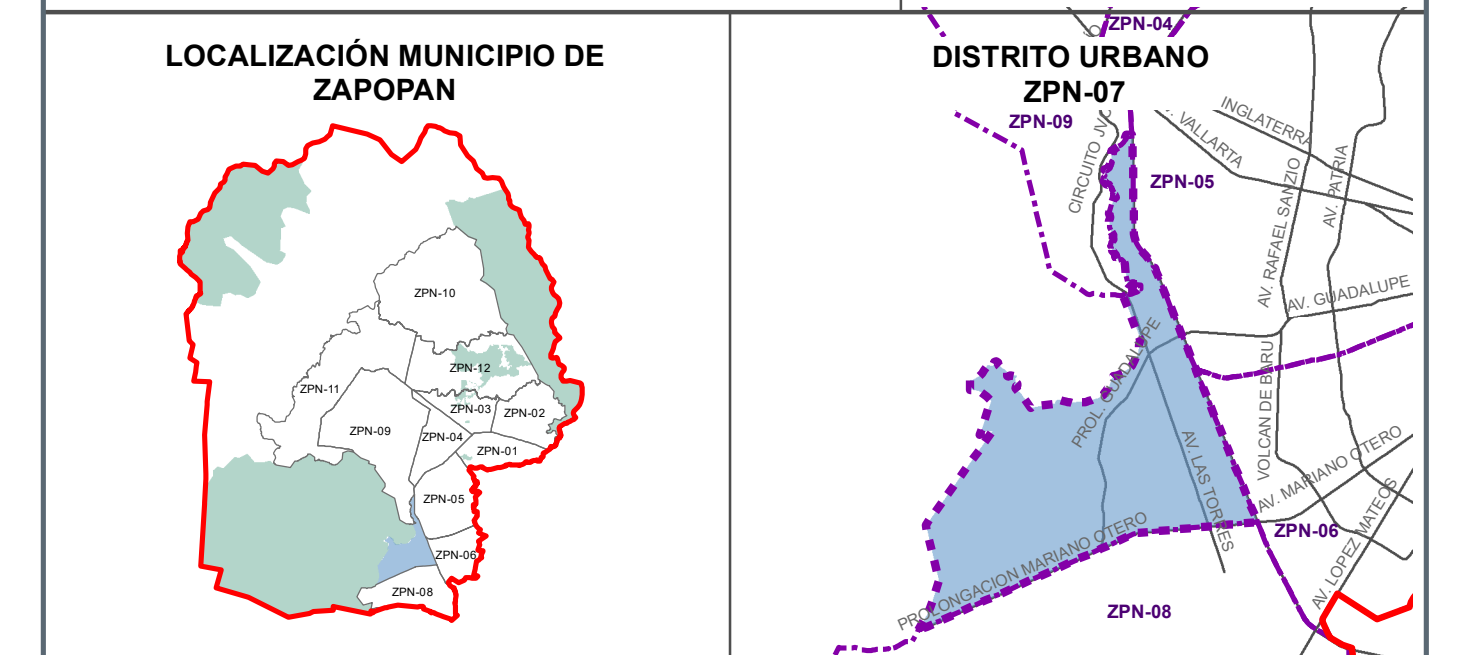 LOCALIZACIÓN MUNICIPIO DE
ZAPOPAN
ZPN-10
ZPN-12
ZPN-11
ZPN-03
ZPN-02
ZPN-09
ZPN-04
ZPN-01
ZPN-05
ZPN-06
ZPN-08
ZPN-04
DISTRITO URBANO
ZPN-07
ZPN-09
INGLATERRA
VALLARTA
CIRCUITO JV
ZPN-05
AV. RAFAEL SANZIO
AV. PATRIA
AV. GUADALUPE
PROL. GUADALUPE
VOLCAN DE BARU
AV. LAS TORRES
AV. MARIANO OTERO
PROLONGACION MARIANO OTERO
ZPN-06
AV. LOPEZ MATEOS
ZPN-08